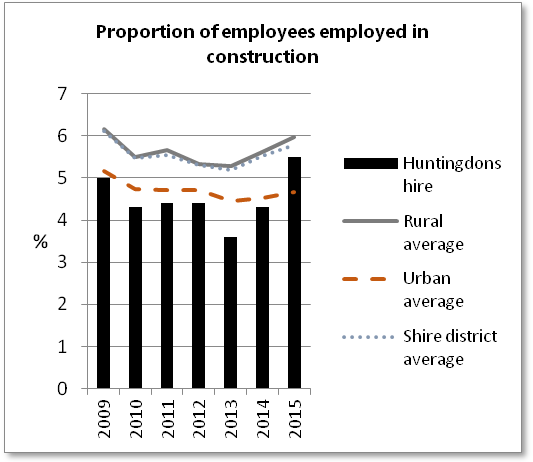 Proportion of employees employed in
construction
7
6
5
4
3
2
1
0
%
2009
2010
2011
2012
2013
2014
2015
Huntingdons
hire
Rural
average
Urban
average
Shire district
average